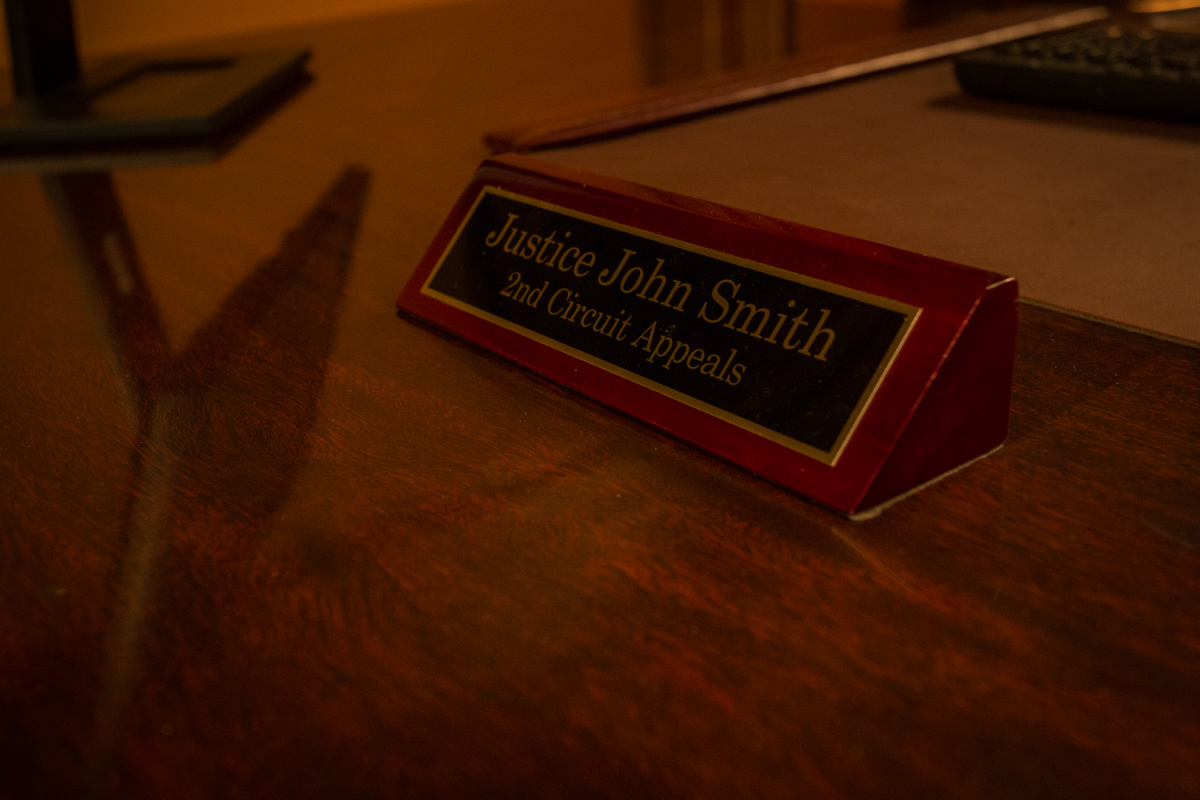 Justice John Smith
2nd Circuit Appeals